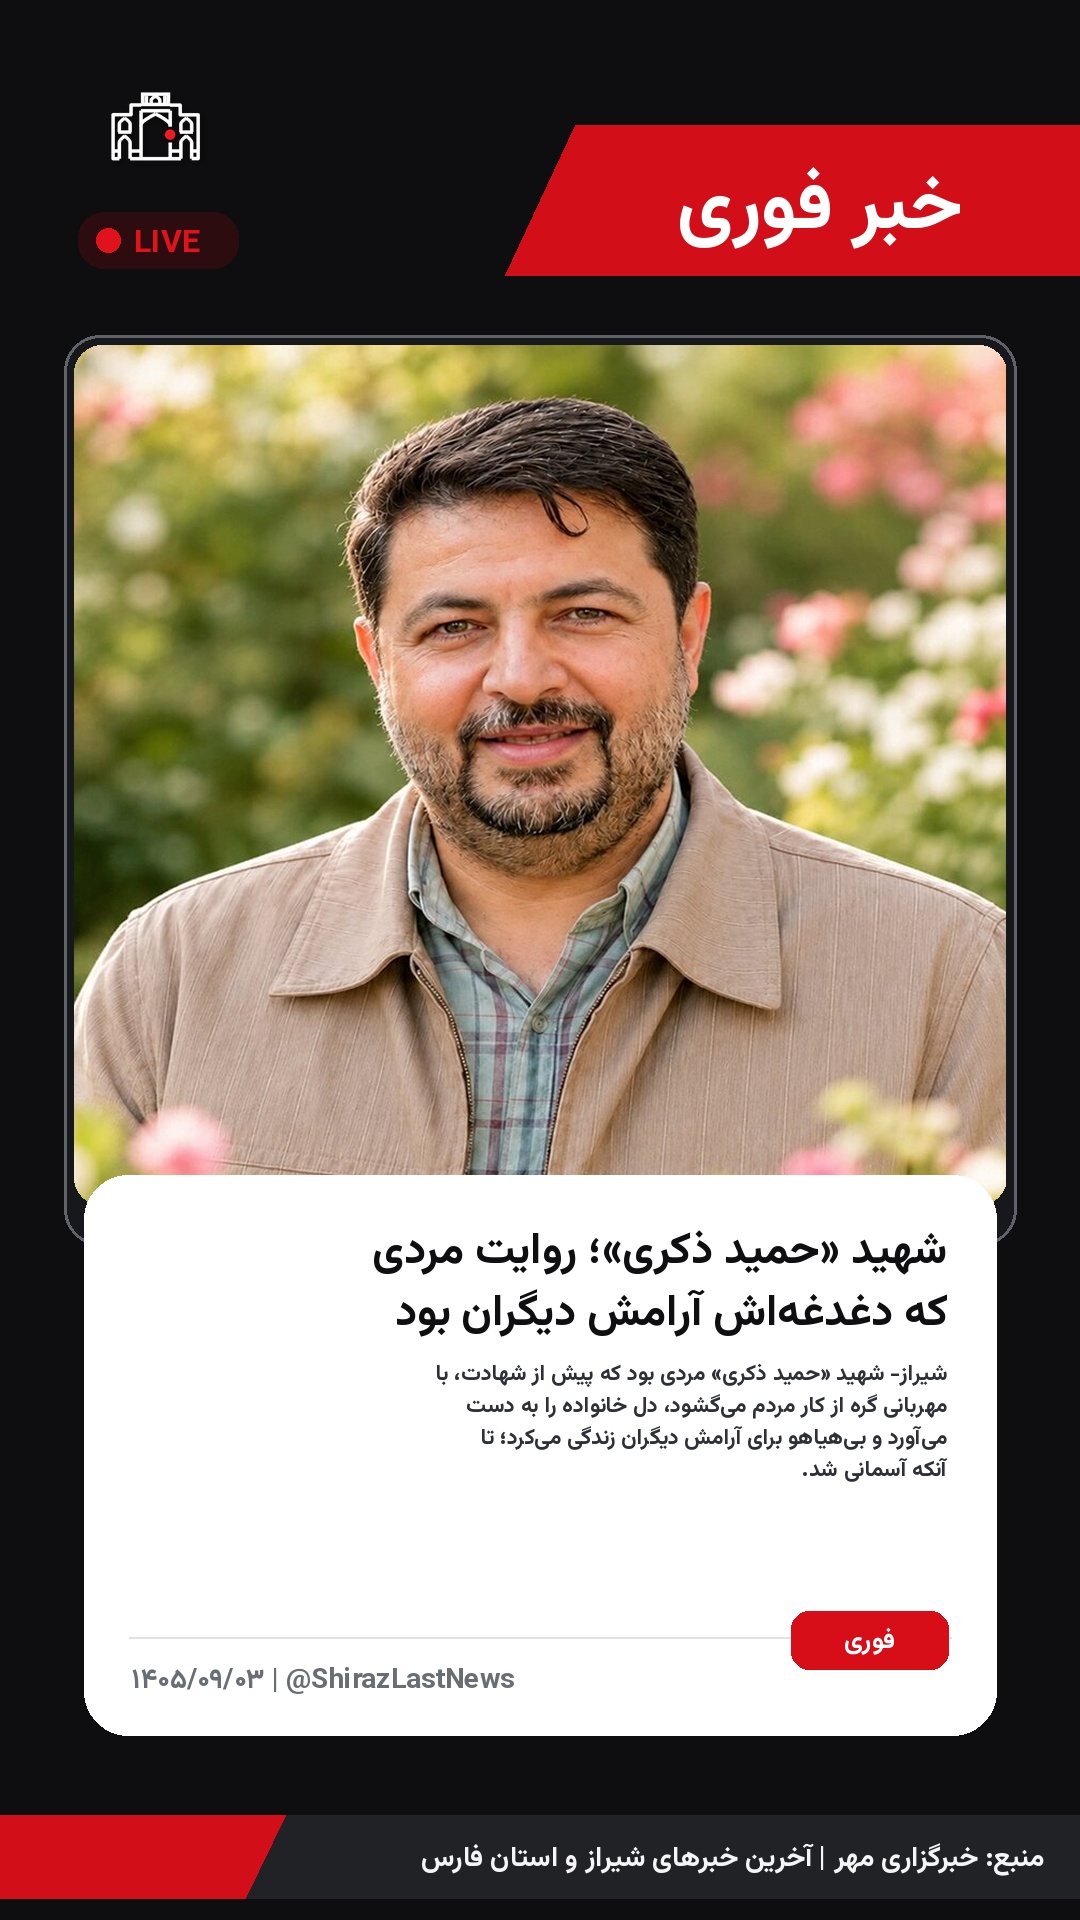 خبر فوری
LIVE
شهید «حمید ذکری»؛ روایت مردی
که دغدغه‌اش آرامش دیگران بود
شیراز- شهید «حمید ذکری» مردی بود که پیش از شهادت، با
مهربانی گره از کار مردم می‌گشود، دل خانواده را به دست
می‌آورد و بی‌هیاهو برای آرامش دیگران زندگی می‌کرد؛ تا
آنکه آسمانی شد.
فوری
۱۴۰۵/۰۹/۰۳ | @ShirazLastNews
منبع: خبرگزاری مهر | آخرین خبرهای شیراز و استان فارس